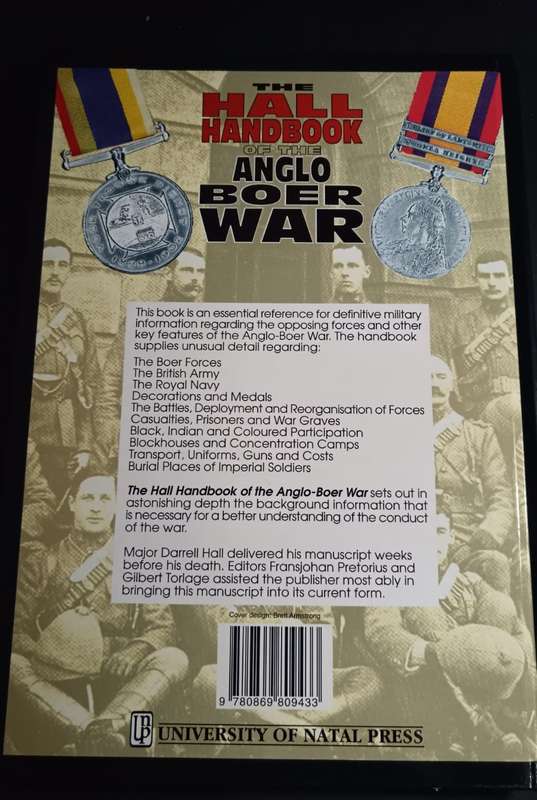 THE
HALL
HANDBOOK
OF THE
ANGLO
BOER
WAR
This book is an essential reference for definitive military
information regarding the opposing forces and other
key features of the Anglo-Boer War. The handbook
supplies unusual detail regarding:
The Boer Forces
The British Army
The Royal Navy
Decorations and Medals
The Battles, Deployment and Reorganisation of Forces
Casualties, Prisoners and War Graves
Black, Indian and Coloured Participation
Blockhouses and Concentration Camps
Transport, Uniforms, Guns and Costs
Burial Places of Imperial Soldiers
The Hall Handbook of the Anglo-Boer War sets out in
astonishing depth the background information that
is necessary for a better understanding of the conduct
of the war.
Major Darrell Hall delivered his manuscript weeks
before his death. Editors Fransjohan Pretorius and
Gilbert Torlage assisted the publisher most ably in
bringing this manuscript into its current form.
Cover design: Brett Armstrong
9 780869 809433
UNIVERSITY OF NATAL PRESS